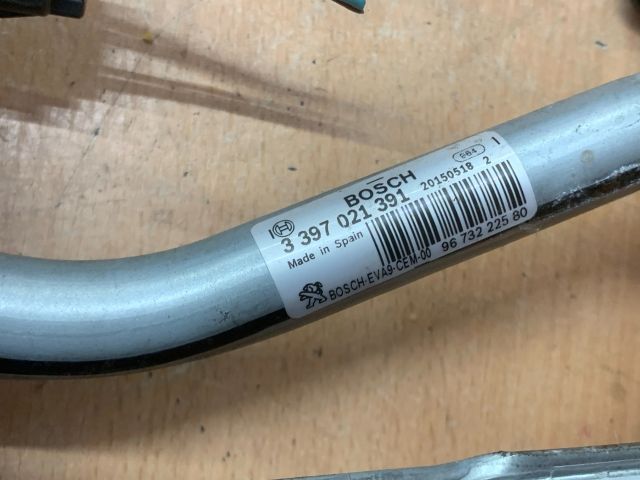 BOSCH
3 397 021 391
20150518 2
1
Made in Spain
96 732 225 80
BOSCH-EVA9-CEM-00